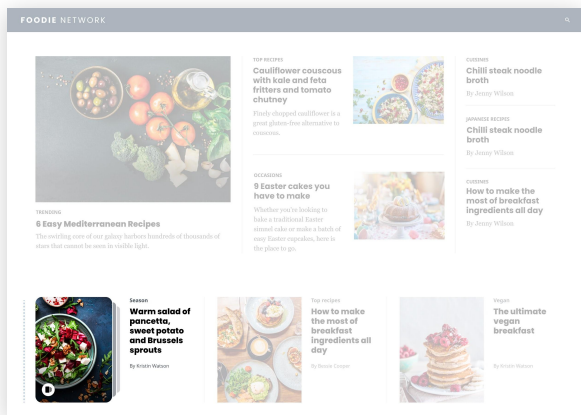 FOODIE NETWORK
TOP RECIPES
Cauliflower couscous
with kale and feta
fritters and tomato
chutney
Finely chopped cauliflower is a
great gluten-free alternative to
couscous.
CUISINES
Chilli steak noodle
broth
By Jenny Wilson
JAPANESE RECIPES
Chilli steak noodle
broth
By Jenny Wilson
OCCASIONS
9 Easter cakes you
have to make
Whether you're looking to
bake a traditional Easter
simnel cake or make a batch of
easy Easter cupcakes, here is
the place to go.
CUISINES
How to make the
most of breakfast
ingredients all day
By Jenny Wilson
TRENDING
6 Easy Mediterranean Recipes
The swirling core of our galaxy harbors hundreds of thousands of
stars that cannot be seen in visible light.
Season
Warm salad of
pancetta,
sweet potato
and Brussels
sprouts
By Kristin Watson
Top recipes
How to make
the most of
breakfast
ingredients all
day
By Bessie Cooper
Vegan
The ultimate
vegan
breakfast
By Kristin Watson